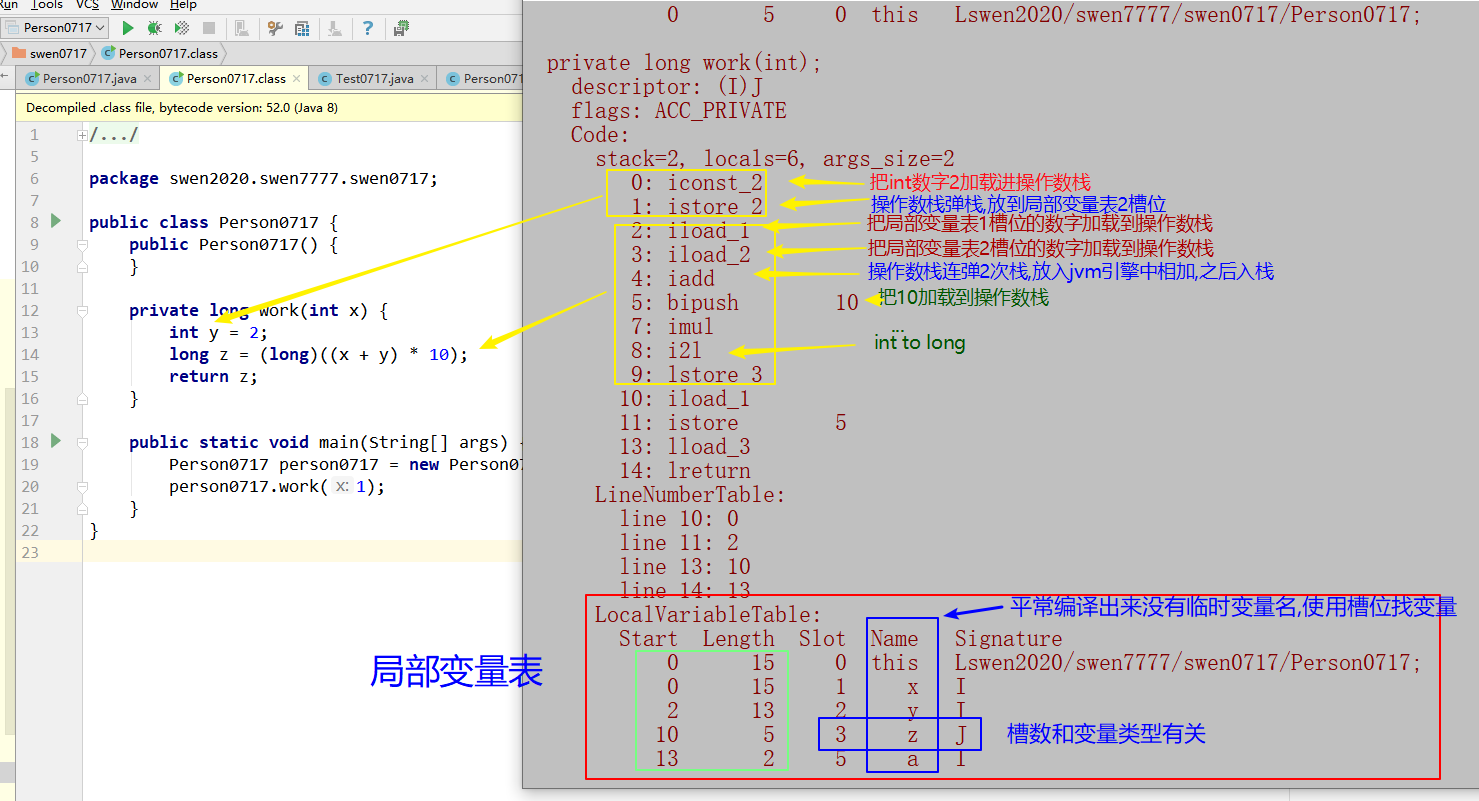 Run Tools VCS Window Help
Person0717
swen0717 Person0717.class
Person0717.java Person0717.class Test0717.java Person071
Decompiled .class file, bytecode version: 52.0 (Java 8)
1 /.../
5
6 package swen2020.swen7777.swen0717;
7
8 public class Person0717 {
9 public Person0717() {
10 }
11
12 private long work(int x) {
13 int y = 2;
14 long z = (long)((x + y) * 10);
15 return z;
16 }
17
18 public static void main(String[] args) {
19 Person0717 person0717 = new Person07
20 person0717.work( x: 1);
21 }
22 }
23
局部变量表
0 5 0 this Lswen2020/swen7777/swen0717/Person0717;
private long work(int);
descriptor: (I)J
flags: ACC_PRIVATE
Code:
stack=2, locals=6, args_size=2
0: iconst_2 把int数字2加载进操作数栈
1: istore_2 操作数栈弹栈,放到局部变量表2槽位
2: iload_1 把局部变量表1槽位的数字加载到操作数栈
3: iload_2 把局部变量表2槽位的数字加载到操作数栈
4: iadd 操作数栈连弹2次栈,放入jvm引擎中相加,之后入栈
5: bipush 10 把10加载到操作数栈
7: imul ...
8: i2l int to long
9: lstore_3
10: iload_1
11: istore 5
13: lload_3
14: lreturn
LineNumberTable:
line 10: 0
line 11: 2
line 13: 10
line 14: 13
平常编译出来没有临时变量名,使用槽位找变量
LocalVariableTable:
Start Length Slot Name Signature
0 15 0 this Lswen2020/swen7777/swen0717/Person0717;
0 15 1 x I
2 13 2 y I
10 5 3 z J 槽数和变量类型有关
13 2 5 a I